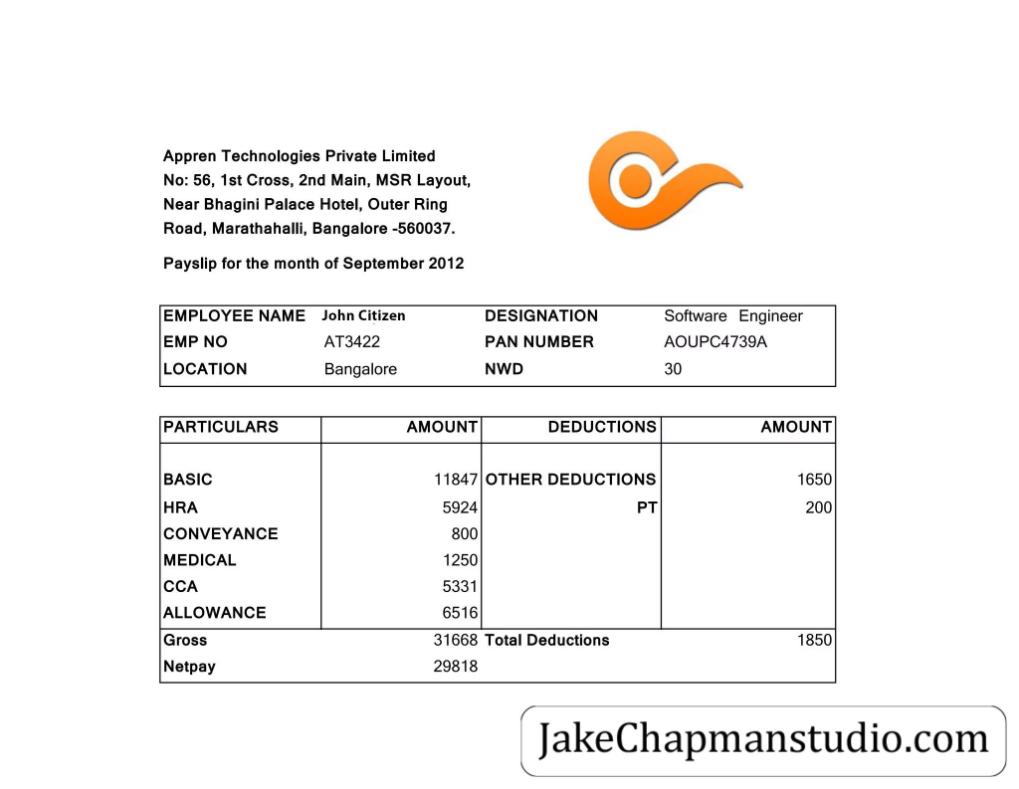 Appren Technologies Private Limited
No: 56, 1st Cross, 2nd Main, MSR Layout,
Near Bhagini Palace Hotel, Outer Ring
Road, Marathahalli, Bangalore -560037.
Payslip for the month of September 2012
EMPLOYEE NAME John Citizen DESIGNATION Software Engineer
EMP NO AT3422 PAN NUMBER AOUPC4739A
LOCATION Bangalore NWD 30
PARTICULARS AMOUNT DEDUCTIONS AMOUNT
BASIC 11847 OTHER DEDUCTIONS 1650
HRA 5924 PT 200
CONVEYANCE 800
MEDICAL 1250
CCA 5331
ALLOWANCE 6516
Gross 31668 Total Deductions 1850
Netpay 29818
JakeChapmanstudio.com